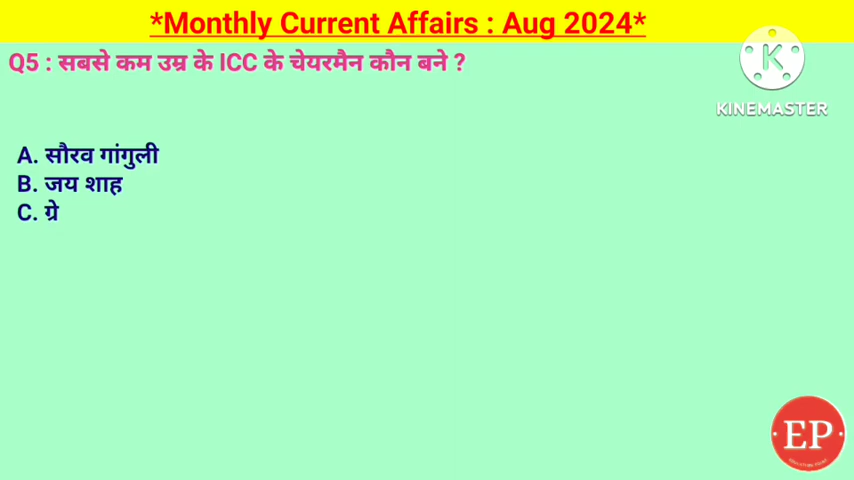 *Monthly Current Affairs : Aug 2024*
Q5 : सबसे कम उम्र के ICC के चेयरमैन कौन बने ?
KINEMASTER
A. सौरव गांगुली
B. जय शाह
C. ग्रे
EP